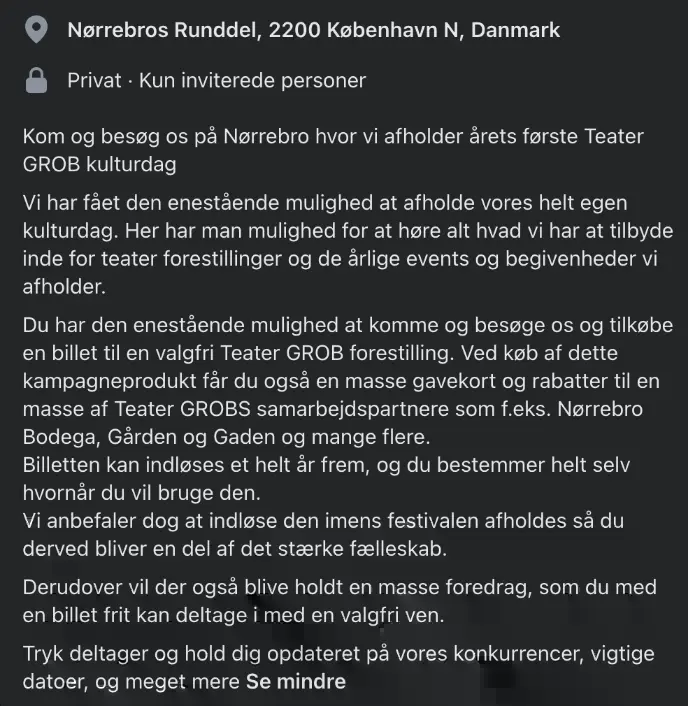 Nørrebros Runddel, 2200 København N, Danmark
Privat · Kun inviterede personer
Kom og besøg os på Nørrebro hvor vi afholder årets første Teater
GROB kulturdag
Vi har fået den enestående mulighed at afholde vores helt egen
kulturdag. Her har man mulighed for at høre alt hvad vi har at tilbyde
inde for teater forestillinger og de årlige events og begivenheder vi
afholder.
Du har den enestående mulighed at komme og besøge os og tilkøbe
en billet til en valgfri Teater GROB forestilling. Ved køb af dette
kampagneprodukt får du også en masse gavekort og rabatter til en
masse af Teater GROBS samarbejdspartnere som f.eks. Nørrebro
Bodega, Gården og Gaden og mange flere.
Billetten kan indløses et helt år frem, og du bestemmer helt selv
hvornår du vil bruge den.
Vi anbefaler dog at indløse den imens festivalen afholdes så du
derved bliver en del af det stærke fælleskab.
Derudover vil der også blive holdt en masse foredrag, som du med
en billet frit kan deltage i med en valgfri ven.
Tryk deltager og hold dig opdateret på vores konkurrencer, vigtige
datoer, og meget mere Se mindre